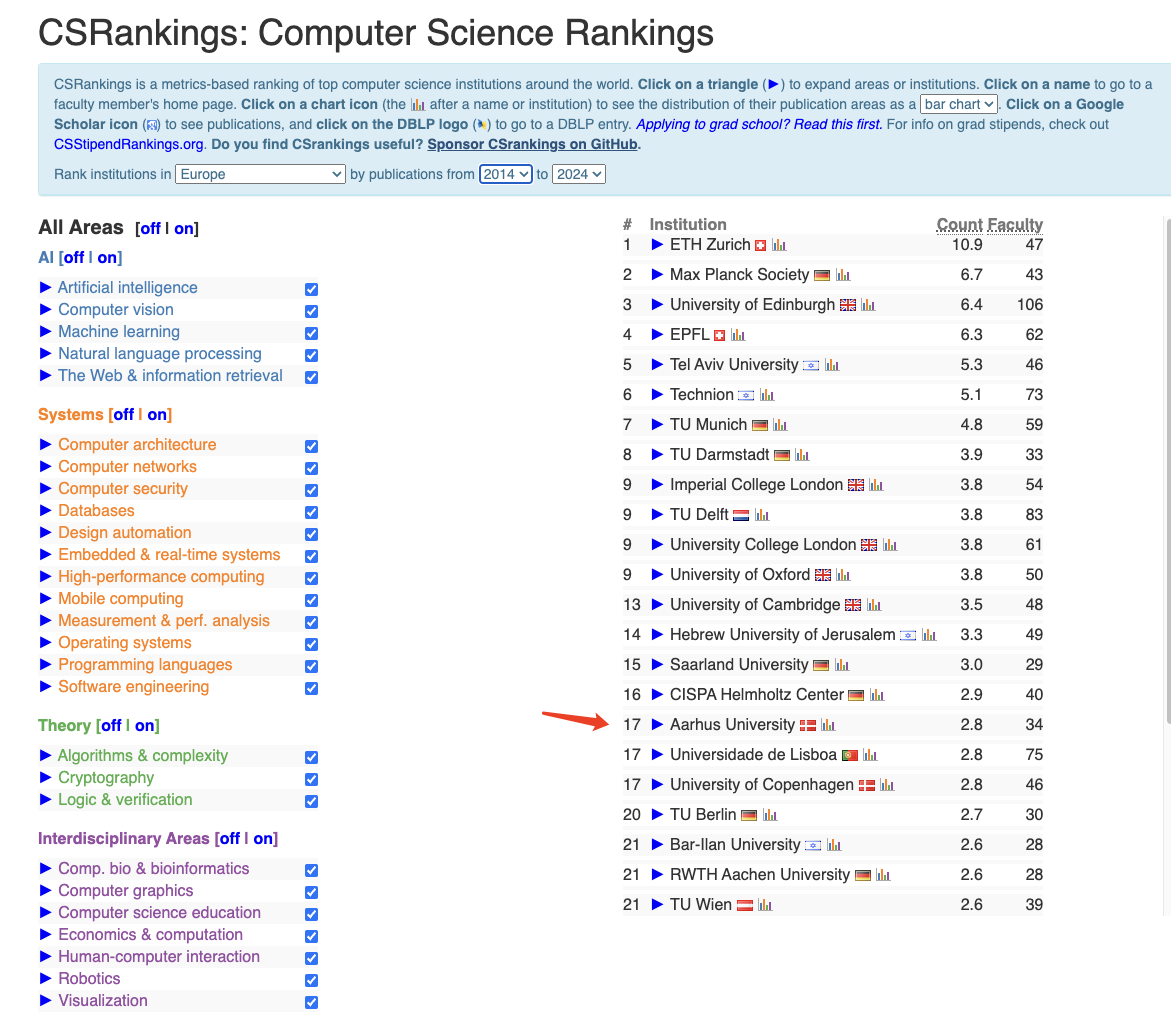 CSRankings: Computer Science Rankings
CSRankings is a metrics-based ranking of top computer science institutions around the world. Click on a triangle (▶) to expand areas or institutions. Click on a name to go to a
faculty member's home page. Click on a chart icon (the after a name or institution) to see the distribution of their publication areas as a bar chart. Click on a Google
Scholar icon () to see publications, and click on the DBLP logo () to go to a DBLP entry. Applying to grad school? Read this first. For info on grad stipends, check out
CSStipendRankings.org. Do you find CSrankings useful? Sponsor CSrankings on GitHub.
Rank institutions in Europe by publications from 2014 to 2024
All Areas [off | on]
AI [off | on]
▶ Artificial intelligence
▶ Computer vision
▶ Machine learning
▶ Natural language processing
▶ The Web & information retrieval
Systems [off | on]
▶ Computer architecture
▶ Computer networks
▶ Computer security
▶ Databases
▶ Design automation
▶ Embedded & real-time systems
▶ High-performance computing
▶ Mobile computing
▶ Measurement & perf. analysis
▶ Operating systems
▶ Programming languages
▶ Software engineering
Theory [off | on]
▶ Algorithms & complexity
▶ Cryptography
▶ Logic & verification
Interdisciplinary Areas [off | on]
▶ Comp. bio & bioinformatics
▶ Computer graphics
▶ Computer science education
▶ Economics & computation
▶ Human-computer interaction
▶ Robotics
▶ Visualization
# Institution Count Faculty
1 ▶ ETH Zurich 10.9 47
2 ▶ Max Planck Society 6.7 43
3 ▶ University of Edinburgh 6.4 106
4 ▶ EPFL 6.3 62
5 ▶ Tel Aviv University 5.3 46
6 ▶ Technion 5.1 73
7 ▶ TU Munich 4.8 59
8 ▶ TU Darmstadt 3.9 33
9 ▶ Imperial College London 3.8 54
9 ▶ TU Delft 3.8 83
9 ▶ University College London 3.8 61
9 ▶ University of Oxford 3.8 50
13 ▶ University of Cambridge 3.5 48
14 ▶ Hebrew University of Jerusalem 3.3 49
15 ▶ Saarland University 3.0 29
16 ▶ CISPA Helmholtz Center 2.9 40
17 ▶ Aarhus University 2.8 34
17 ▶ Universidade de Lisboa 2.8 75
17 ▶ University of Copenhagen 2.8 46
20 ▶ TU Berlin 2.7 30
21 ▶ Bar-Ilan University 2.6 28
21 ▶ RWTH Aachen University 2.6 28
21 ▶ TU Wien 2.6 39